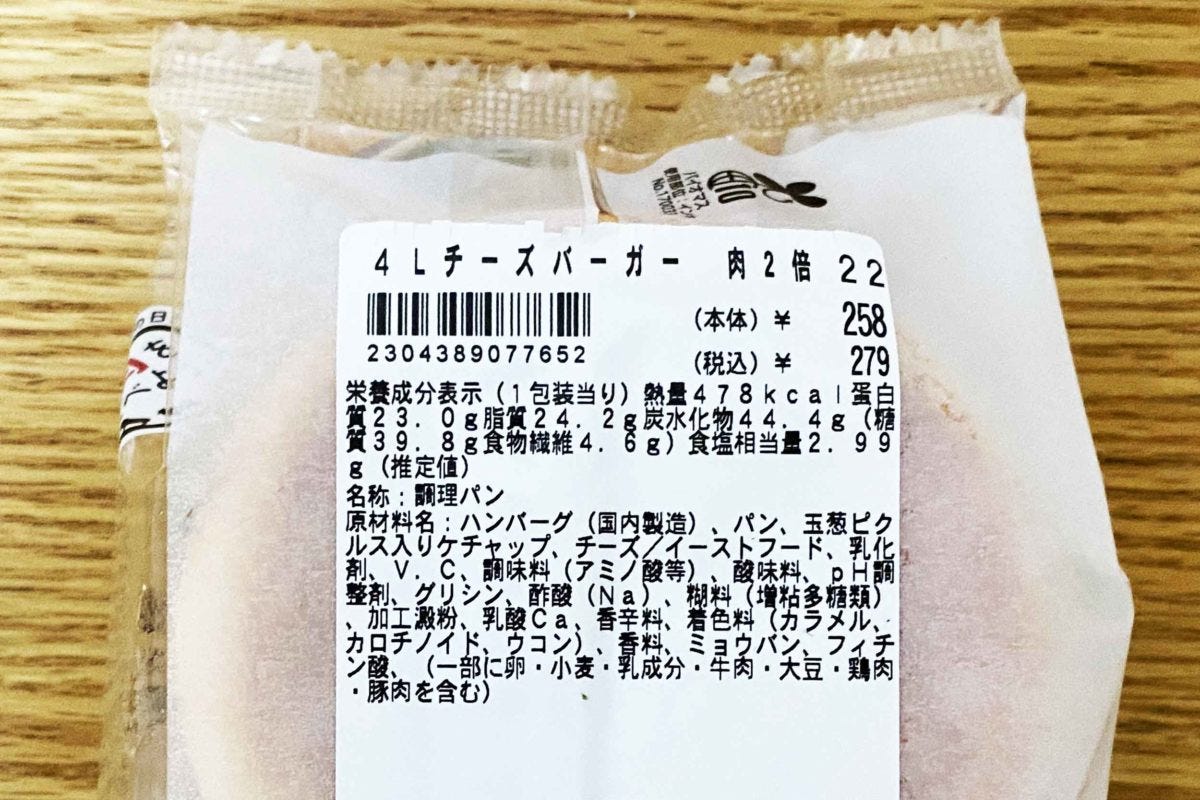 バイオマス
No.170031
4Lチーズバーガー 肉2倍 22
(本体)¥ 258
2304389077652
(税込)¥ 279
栄養成分表示(1包装当り)熱量478kcal蛋白
質23.0g脂質24.2g炭水化物44.4g(糖
質39.8g食物繊維4.6g)食塩相当量2.99
g(推定値)
名称:調理パン
原材料名:ハンバーグ(国内製造)、パン、玉葱ピク
ルス入りケチャップ、チーズ/イーストフード、乳化
剤、V.C、調味料(アミノ酸等)、酸味料、pH調
整剤、グリシン、酢酸(Na)、糊料(増粘多糖類)
、加工澱粉、乳酸Ca、香辛料、着色料(カラメル、
カロチノイド、ウコン)、香料、ミョウバン、フィチ
ン酸、(一部に卵・小麦・乳成分・牛肉・大豆・鶏肉
・豚肉を含む)